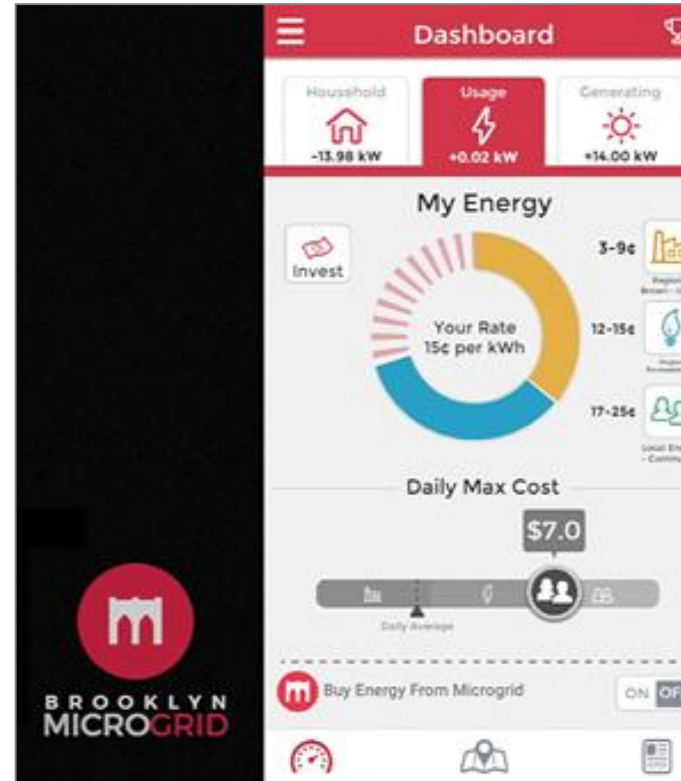 Dashboard
Household
-13.98 kW
Usage
+0.02 kW
Generating
+14.00 kW
My Energy
Invest
Your Rate
15¢ per kWh
3-9¢
12-15¢
17-25¢
Daily Max Cost
$7.0
Daily Average
Buy Energy From Microgrid
ON OF
BROOKLYN
MICROGRID